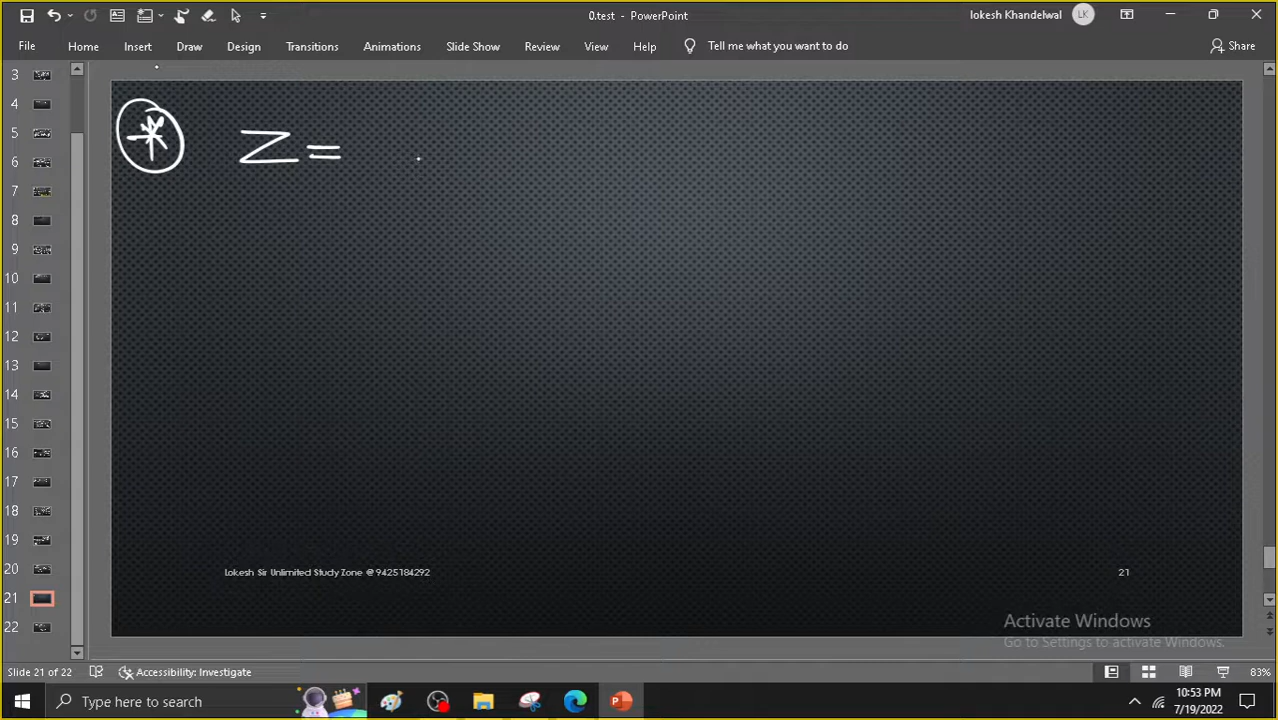 0.test - PowerPoint
lokesh Khandelwal LK
File Home Insert Draw Design Transitions Animations Slide Show Review View Help Tell me what you want to do Share
3
4
5
6
7
8
9
10
11
12
13
14
15
16
17
18
19
20
21
22
* Z =
Lokesh Sir Unlimited Study Zone @ 9425184292
21
Activate Windows
Go to Settings to activate Windows.
Slide 21 of 22 Accessibility: Investigate 83%
Type here to search
10:53 PM
7/19/2022